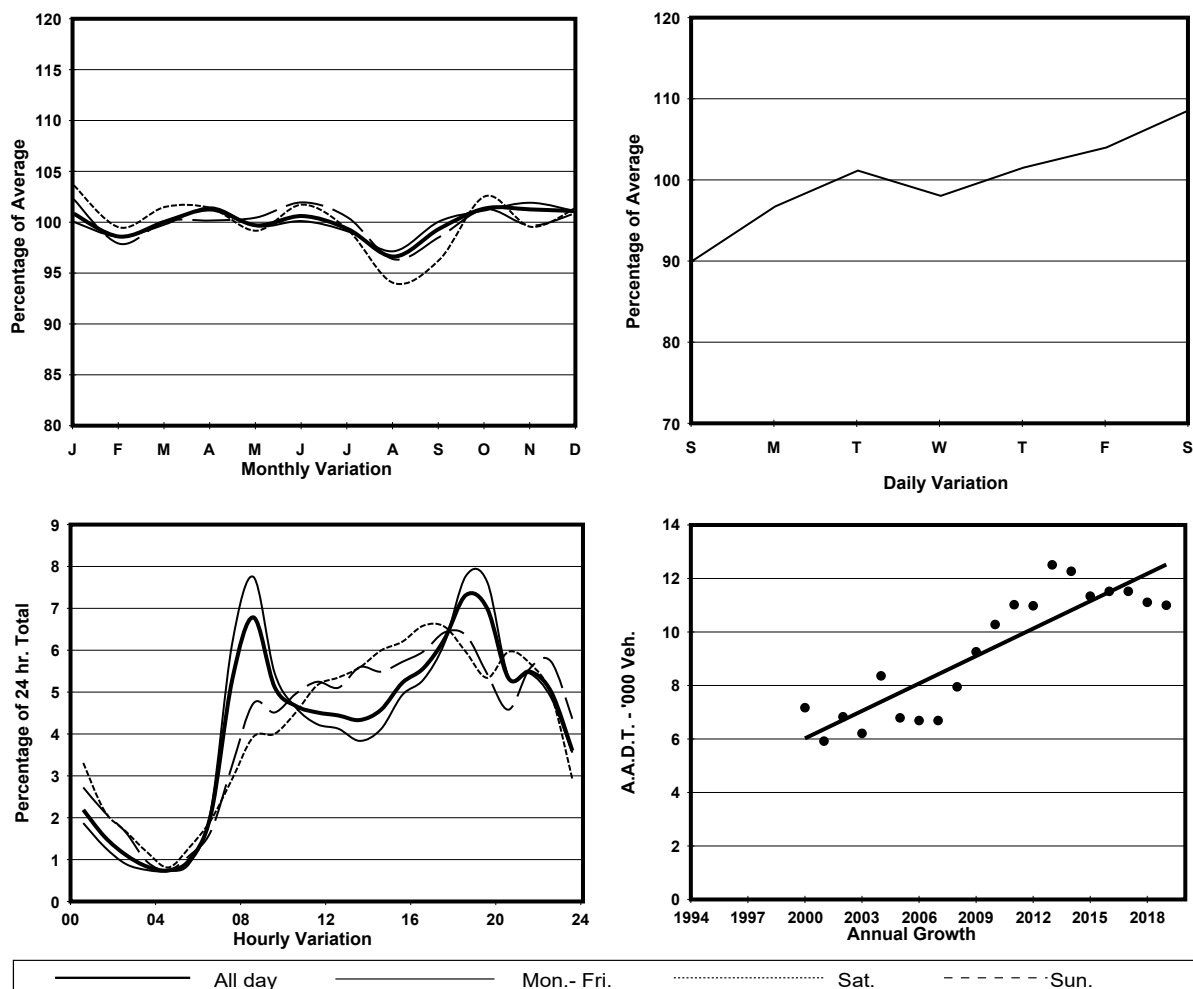 120
115
110
105
100
95
90
85
80
Percentage of Average
J F M A M J J A S O N D
Monthly Variation
120
110
100
90
80
70
Percentage of Average
S M T W T F S
Daily Variation
9
8
7
6
5
4
3
2
1
0
Percentage of 24 hr. Total
00 04 08 12 16 20 24
Hourly Variation
14
12
10
8
6
4
2
0
A.A.D.T. - '000 Veh.
1994 1997 2000 2003 2006 2009 2012 2015 2018
Annual Growth
All day Mon.- Fri. Sat. Sun.